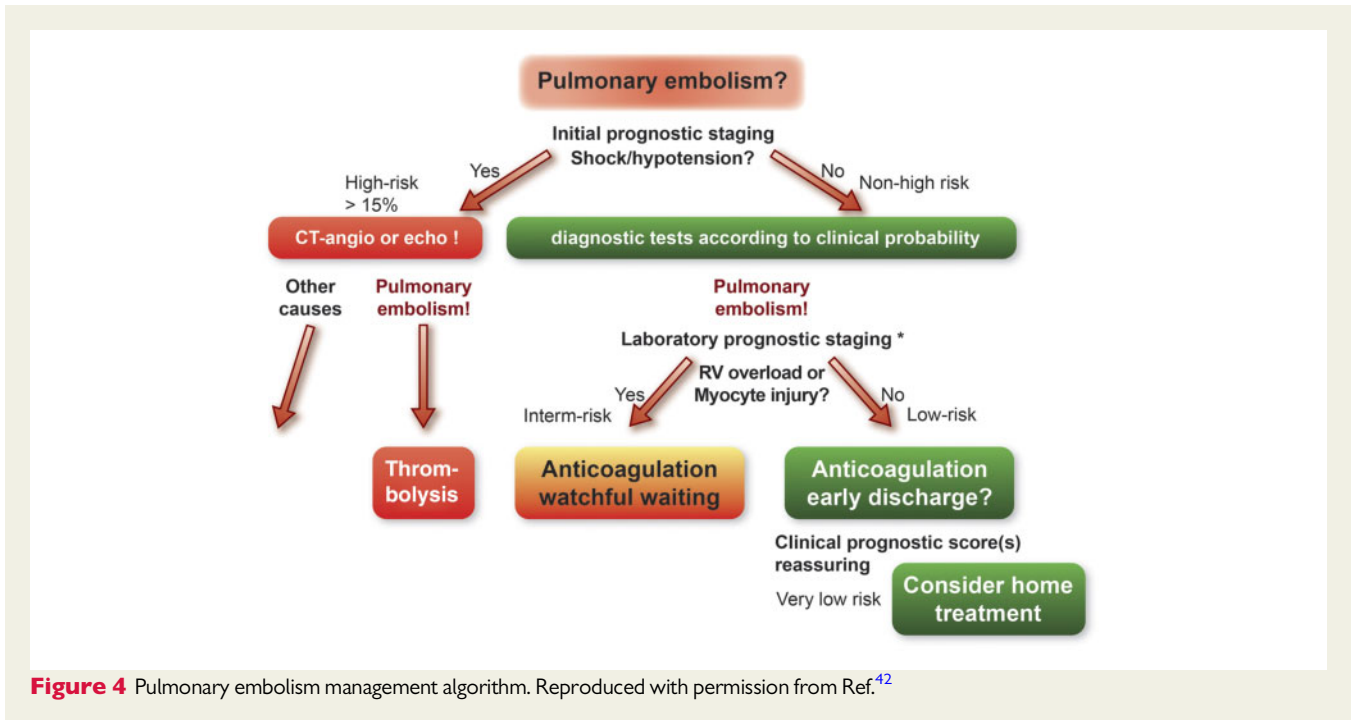 Pulmonary embolism?
Initial prognostic staging
Shock/hypotension?
Yes
No
High-risk
> 15%
Non-high risk
CT-angio or echo !
diagnostic tests according to clinical probability
Other
causes
Pulmonary
embolism!
Pulmonary
embolism!
Laboratory prognostic staging *
RV overload or
Myocyte injury?
Yes
No
Interm-risk
Low-risk
Throm-
bolysis
Anticoagulation
watchful waiting
Anticoagulation
early discharge?
Clinical prognostic score(s)
reassuring
Very low risk
Consider home
treatment
Figure 4 Pulmonary embolism management algorithm. Reproduced with permission from Ref.42